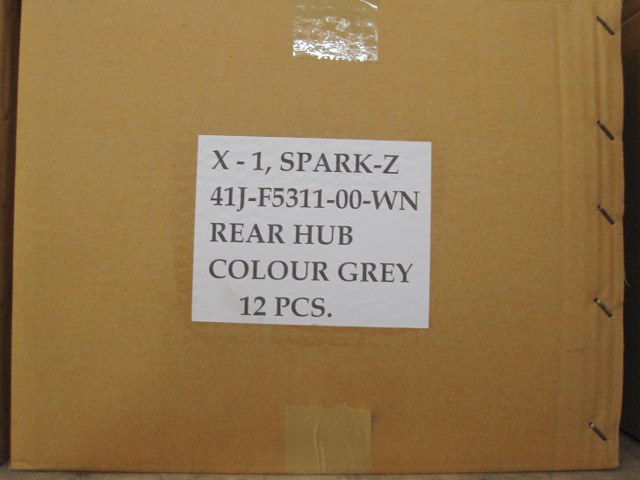 X - 1, SPARK-Z
41J-F5311-00-WN
REAR HUB
COLOUR GREY
12 PCS.